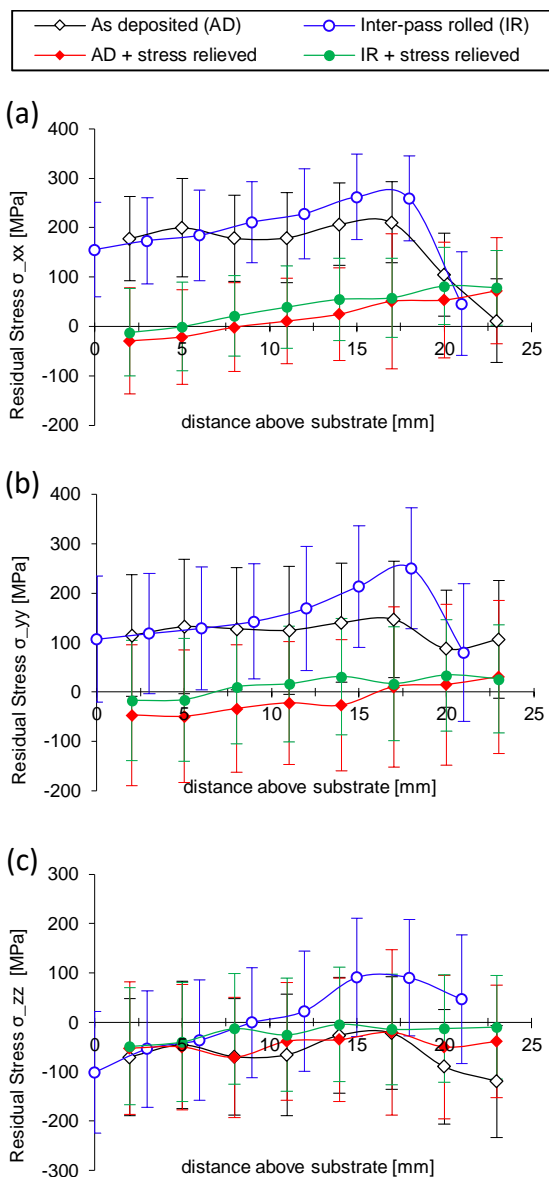 As deposited (AD) Inter-pass rolled (IR)
AD + stress relieved IR + stress relieved
(a)
400
300
200
100
0
-100
-200
0 5 10 15 20 25
Residual Stress σ_xx [MPa]
distance above substrate [mm]
(b)
400
300
200
100
0
-100
-200
0 5 10 15 20 25
Residual Stress σ_yy [MPa]
distance above substrate [mm]
(c)
300
200
100
0
-100
-200
-300
0 5 10 15 20 25
Residual Stress σ_zz [MPa]
distance above substrate [mm]